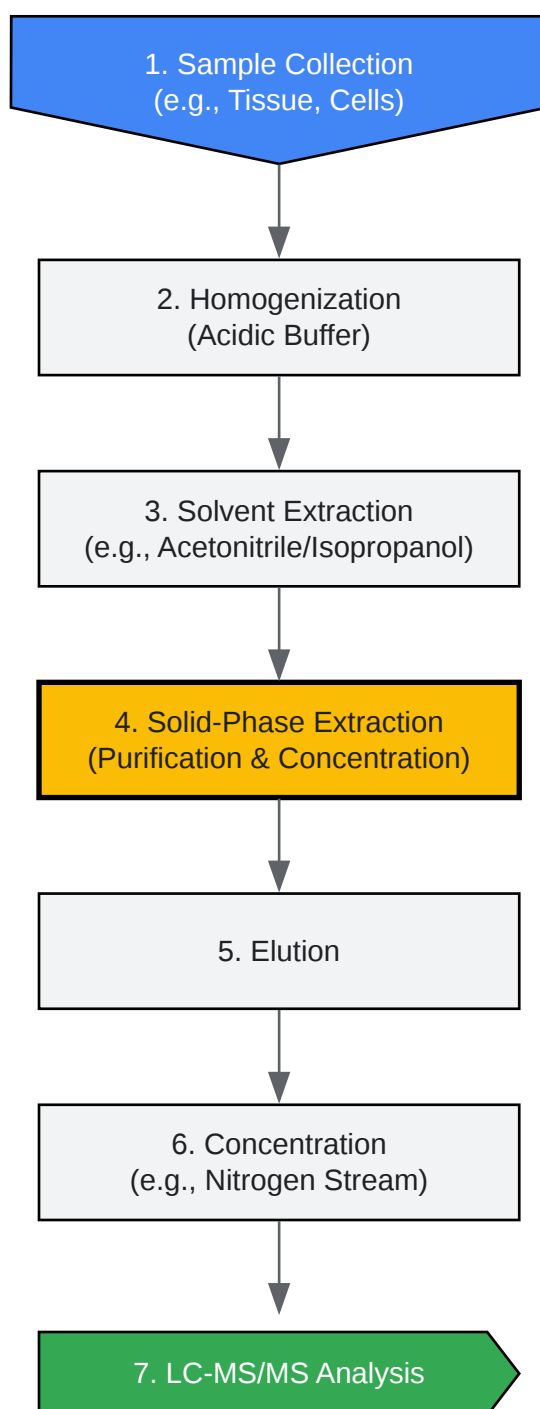 1. Sample Collection
(e.g., Tissue, Cells)
2. Homogenization
(Acidic Buffer)
3. Solvent Extraction
(e.g., Acetonitrile/Isopropanol)
4. Solid-Phase Extraction
(Purification & Concentration)
5. Elution
6. Concentration
(e.g., Nitrogen Stream)
7. LC-MS/MS Analysis